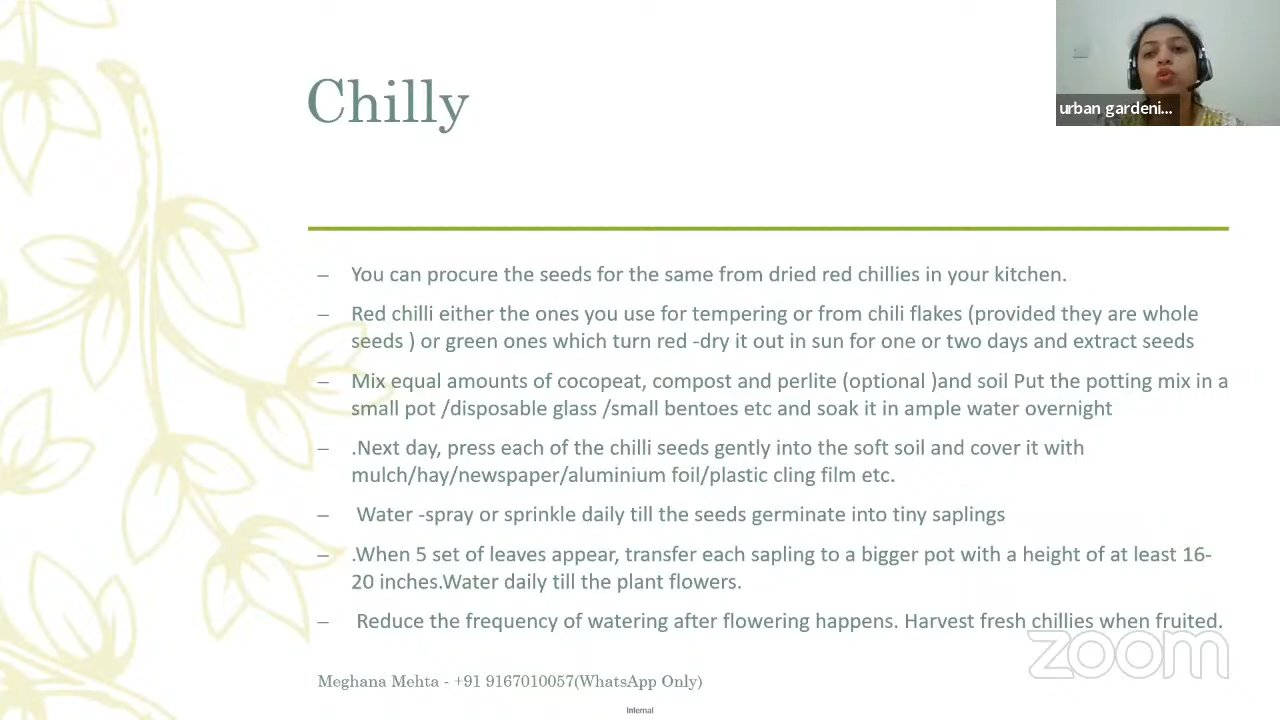 Chilly
urban gardeni...
– You can procure the seeds for the same from dried red chillies in your kitchen.
– Red chilli either the ones you use for tempering or from chili flakes (provided they are whole
seeds ) or green ones which turn red -dry it out in sun for one or two days and extract seeds
– Mix equal amounts of cocopeat, compost and perlite (optional )and soil Put the potting mix in a
small pot /disposable glass /small bentoes etc and soak it in ample water overnight
– .Next day, press each of the chilli seeds gently into the soft soil and cover it with
mulch/hay/newspaper/aluminium foil/plastic cling film etc.
– Water -spray or sprinkle daily till the seeds germinate into tiny saplings
– .When 5 set of leaves appear, transfer each sapling to a bigger pot with a height of at least 16-
20 inches.Water daily till the plant flowers.
– Reduce the frequency of watering after flowering happens. Harvest fresh chillies when fruited.
zoom
Meghana Mehta - +91 9167010057(WhatsApp Only)
Internal